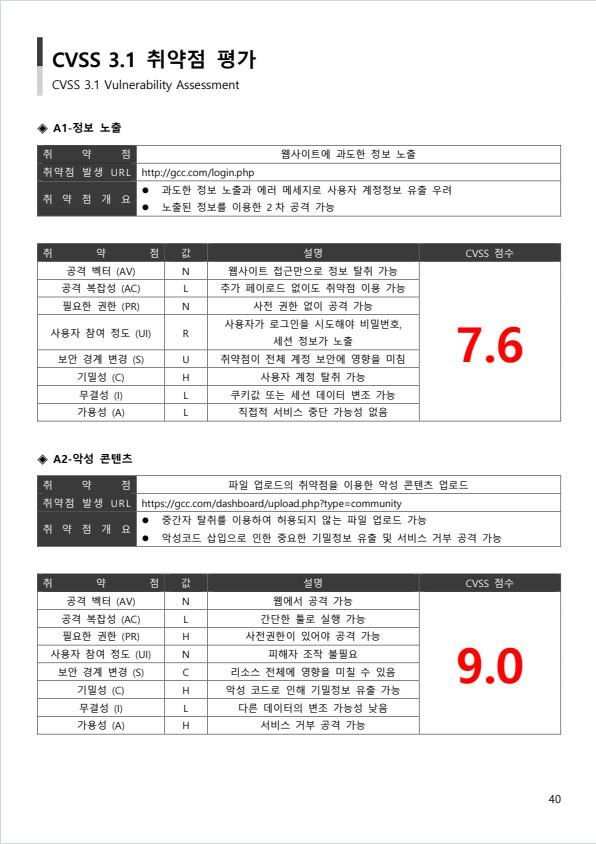 CVSS 3.1 취약점 평가
CVSS 3.1 Vulnerability Assessment
◈ A1-정보 노출
취 약 점 웹사이트에 과도한 정보 노출
취약점 발생 URL http://gcc.com/login.php
취 약 점 개 요
● 과도한 정보 노출과 에러 메세지로 사용자 계정정보 유출 우려
● 노출된 정보를 이용한 2 차 공격 가능
취 약 점 값 설명 CVSS 점수
공격 벡터 (AV) N 웹사이트 접근만으로 정보 탈취 가능
공격 복잡성 (AC) L 추가 페이로드 없이도 취약점 이용 가능
필요한 권한 (PR) N 사전 권한 없이 공격 가능
사용자 참여 정도 (UI) R 사용자가 로그인을 시도해야 비밀번호,
세션 정보가 노출
보안 경계 변경 (S) U 취약점이 전체 계정 보안에 영향을 미침
기밀성 (C) H 사용자 계정 탈취 가능
무결성 (I) L 쿠키값 또는 세션 데이터 변조 가능
가용성 (A) L 직접적 서비스 중단 가능성 없음
7.6
◈ A2-악성 콘텐츠
취 약 점 파일 업로드의 취약점을 이용한 악성 콘텐츠 업로드
취약점 발생 URL https://gcc.com/dashboard/upload.php?type=community
취 약 점 개 요
● 중간자 탈취를 이용하여 허용되지 않는 파일 업로드 가능
● 악성코드 삽입으로 인한 중요한 기밀정보 유출 및 서비스 거부 공격 가능
취 약 점 값 설명 CVSS 점수
공격 벡터 (AV) N 웹에서 공격 가능
공격 복잡성 (AC) L 간단한 툴로 실행 가능
필요한 권한 (PR) H 사전권한이 있어야 공격 가능
사용자 참여 정도 (UI) N 피해자 조작 불필요
보안 경계 변경 (S) C 리소스 전체에 영향을 미칠 수 있음
기밀성 (C) H 악성 코드로 인해 기밀정보 유출 가능
무결성 (I) L 다른 데이터의 변조 가능성 낮음
가용성 (A) H 서비스 거부 공격 가능
9.0
40